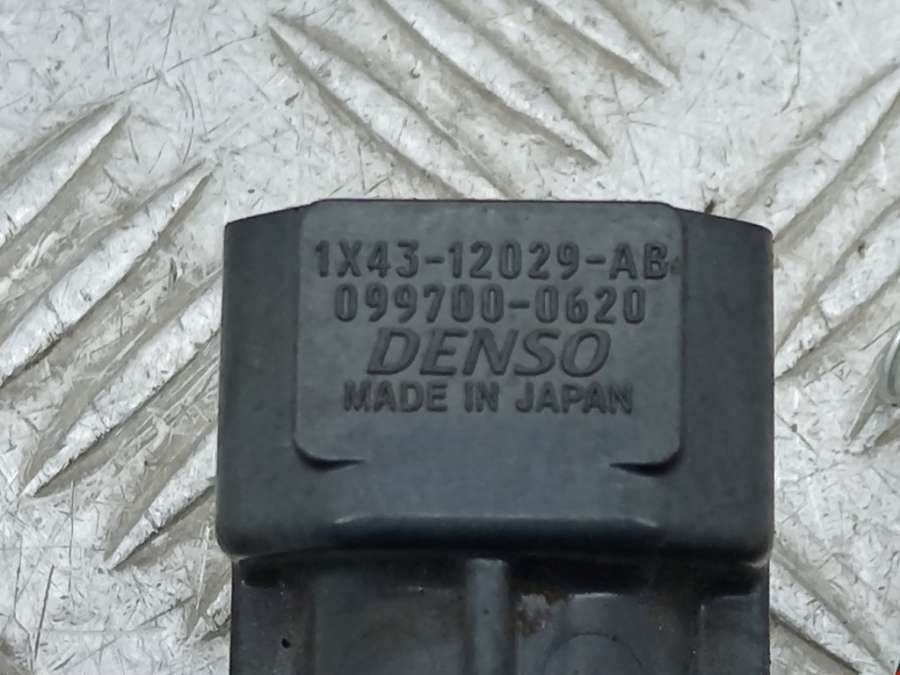 1X43-12029-AB
099700-0620
DENSO
MADE IN JAPAN